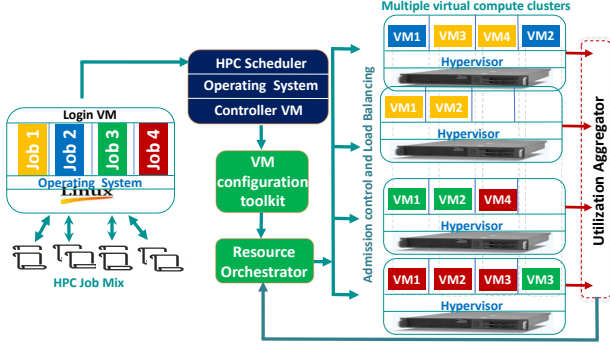 Multiple virtual compute clusters
Login VM
Job 1
Job 2
Job 3
Job 4
Operating System
Linux
HPC Job Mix
HPC Scheduler
Operating System
Controller VM
VM
configuration
toolkit
Resource
Orchestrator
Admission control and Load Balancing
VM1 VM3 VM4 VM2
Hypervisor
VM1 VM2
Hypervisor
VM1 VM2 VM4
Hypervisor
VM1 VM2 VM3 VM3
Hypervisor
Utilization Aggregator